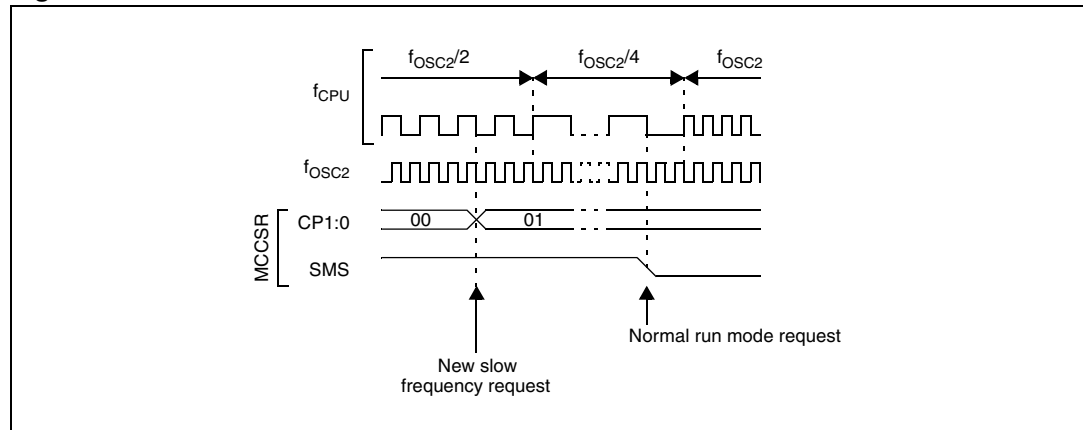 fOSC2/2 fOSC2/4 fOSC2
fCPU
fOSC2
MCCSR
CP1:0 00 01
SMS
Normal run mode request
New slow
frequency request